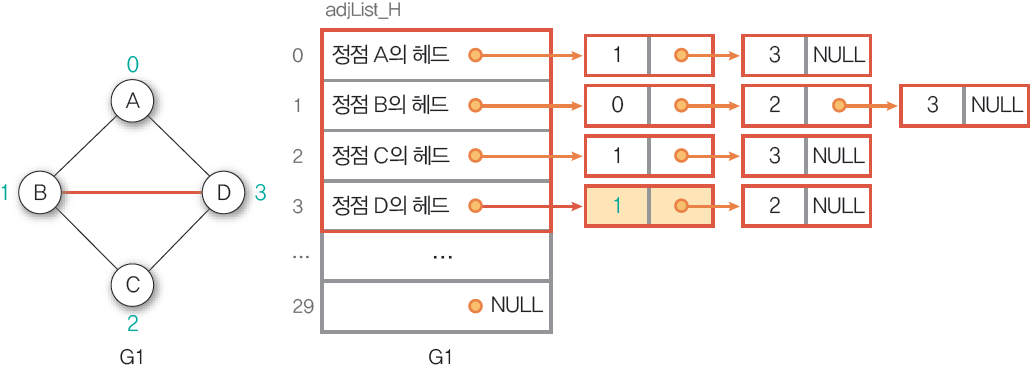 adjList_H
0
A
1
B
D
3
C
2
G1
0 정점 A의 헤드 1 3 NULL
1 정점 B의 헤드 0 2 3 NULL
2 정점 C의 헤드 1 3 NULL
3 정점 D의 헤드 1 2 NULL
... ...
29 NULL
G1